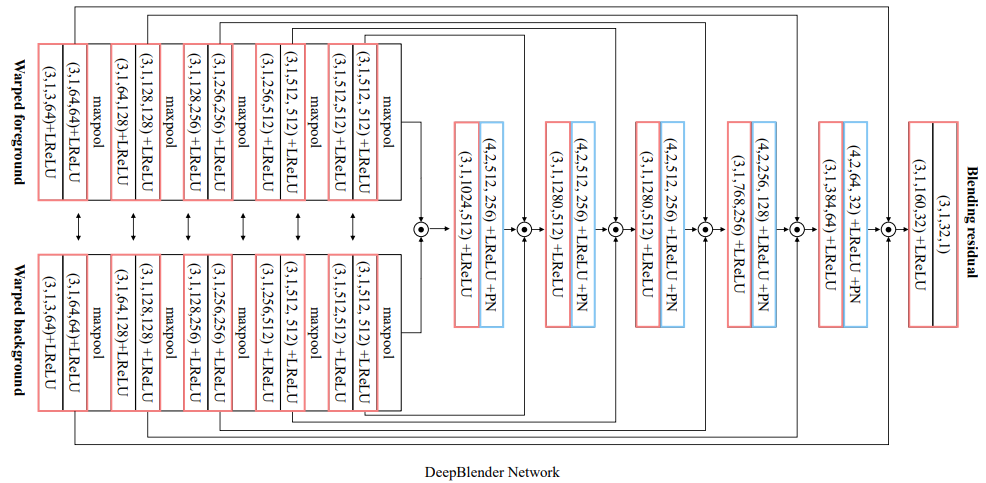 Warped foreground
(3,1,3,64)+LReLU
(3,1,64,64)+LReLU
maxpool
(3,1,64,128)+LReLU
(3,1,128,128) +LReLU
maxpool
(3,1,128,256) +LReLU
(3,1,256,256) +LReLU
maxpool
(3,1,256,512) +LReLU
(3,1,512, 512) +LReLU
maxpool
(3,1,512,512) +LReLU
(3,1,512, 512) +LReLU
maxpool
Warped background
(3,1,3,64)+LReLU
(3,1,64,64)+LReLU
maxpool
(3,1,64,128)+LReLU
(3,1,128,128) +LReLU
maxpool
(3,1,128,256) +LReLU
(3,1,256,256) +LReLU
maxpool
(3,1,256,512) +LReLU
(3,1,512, 512) +LReLU
maxpool
(3,1,512,512) +LReLU
(3,1,512, 512) +LReLU
maxpool
(3,1,1024,512) +LReLU
(4,2,512, 256) +LReLU +PN
(3,1,1280,512) +LReLU
(4,2,512, 256) +LReLU +PN
(3,1,1280,512) +LReLU
(4,2,512, 256) +LReLU +PN
(3,1,768,256) +LReLU
(4,2,256, 128) +LReLU +PN
(3,1,384,64) +LReLU
(4,2,64, 32) +LReLU +PN
(3,1,160,32) +LReLU
(3,1,32,1)
Blending residual
DeepBlender Network